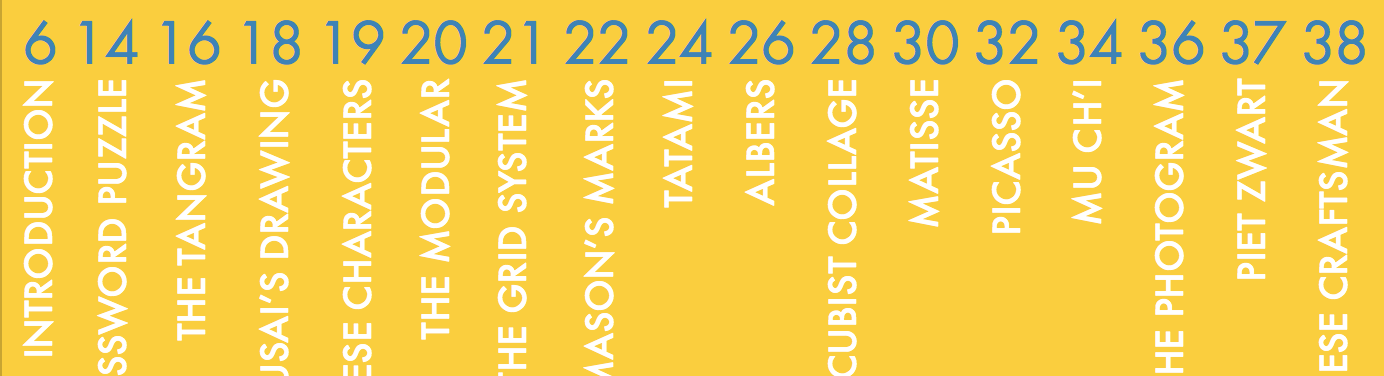 6 14 16 18 19 20 21 22 24 26 28 30 32 34 36 37 38
INTRODUCTION
SSWORD PUZZLE
THE TANGRAM
USAI'S DRAWING
ESE CHARACTERS
THE MODULAR
THE GRID SYSTEM
MASON'S MARKS
TATAMI
ALBERS
CUBIST COLLAGE
MATISSE
PICASSO
MU CH'I
HE PHOTOGRAM
PIET ZWART
ESE CRAFTSMAN